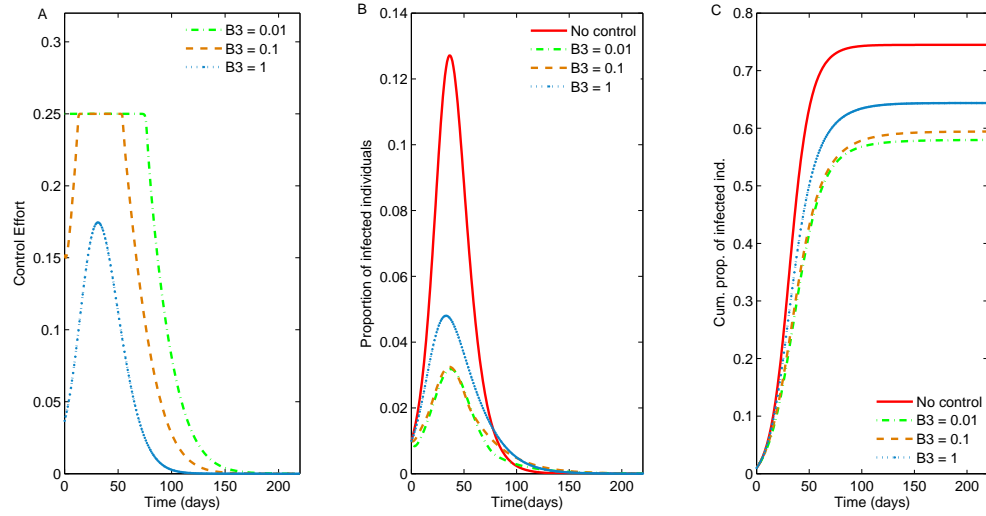 A
0.3
0.25
0.2
0.15
0.1
0.05
0
0 50 100 150 200
Control Effort
Time (days)
B3 = 0.01
B3 = 0.1
B3 = 1
B
0.14
0.12
0.1
0.08
0.06
0.04
0.02
0
0 50 100 150 200
Proportion of infected individuals
Time(days)
No control
B3 = 0.01
B3 = 0.1
B3 = 1
C
0.8
0.7
0.6
0.5
0.4
0.3
0.2
0.1
0
0 50 100 150 200
Cum. prop. of infected ind.
Time (days)
No control
B3 = 0.01
B3 = 0.1
B3 = 1